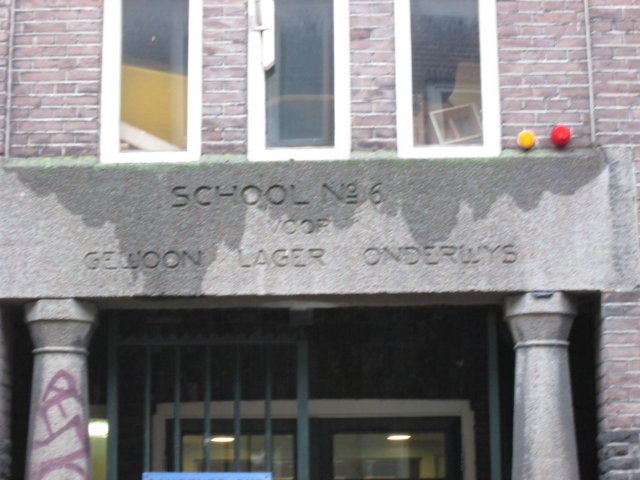 SCHOOL Nº 6
VOOR
GEWOON LAGER ONDERWYS